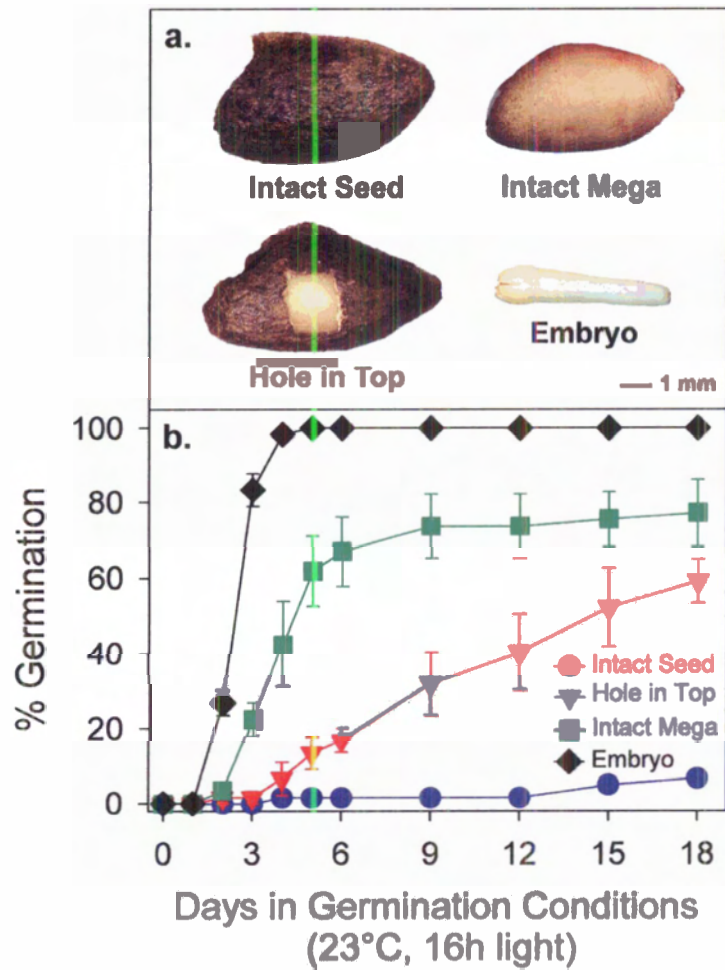 a.
Intact Seed
Intact Mega
Hole in Top
Embryo
1 mm
b.
% Germination
100
80
60
40
20
0
Intact Seed
Hole in Top
Intact Mega
Embryo
0 3 6 9 12 15 18
Days in Germination Conditions
(23°C, 16h light)